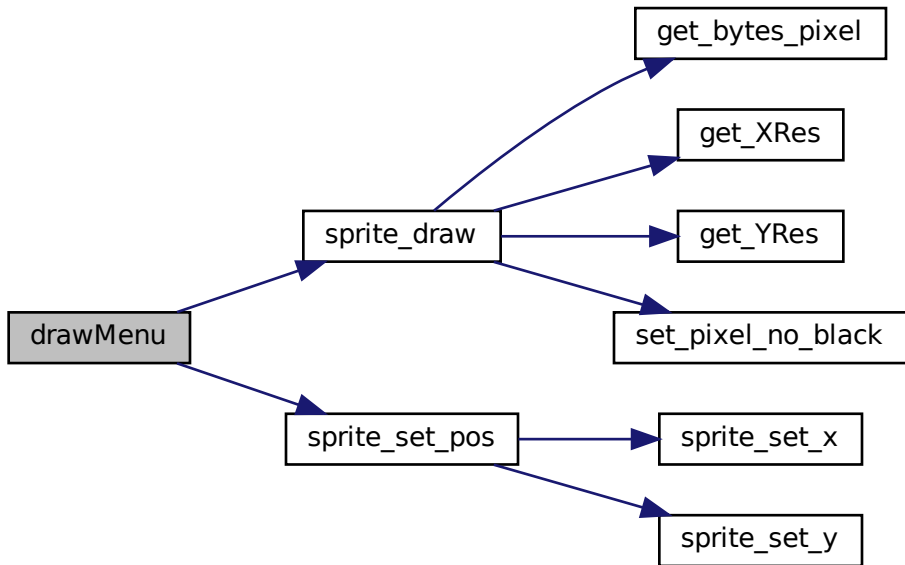 get_bytes_pixel
get_XRes
sprite_draw
get_YRes
drawMenu
set_pixel_no_black
sprite_set_pos
sprite_set_x
sprite_set_y